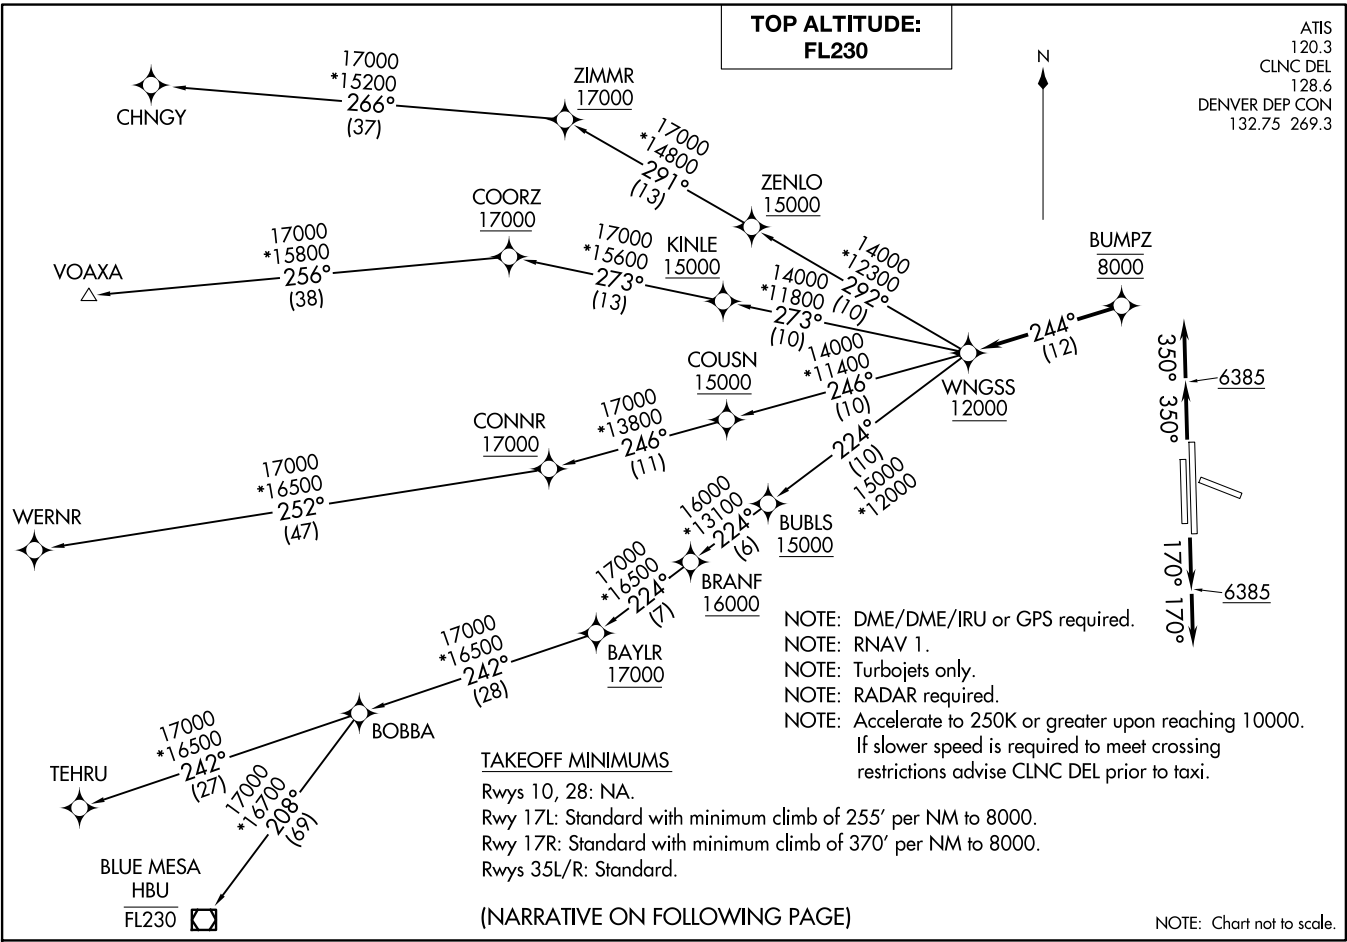 TOP ALTITUDE:
FL230
ATIS
120.3
CLNC DEL
128.6
DENVER DEP CON
132.75 269.3
N
CHNGY
17000
*15200
266°
(37)
ZIMMR
17000
17000
*14800
291°
(13)
ZENLO
15000
14000
*12300
292°
(10)
BUMPZ
8000
244°
(12)
WNGSS
12000
VOAXA
17000
*15800
256°
(38)
COORZ
17000
17000
*15600
273°
(13)
KINLE
15000
14000
*11800
273°
(10)
COUSN
15000
14000
*11400
246°
(10)
CONNR
17000
17000
*13800
246°
(11)
WERNR
17000
*16500
252°
(47)
224°
(10)
15000
*12000
BUBLS
15000
16000
*13100
224°
(6)
BRANF
16000
17000
*16500
224°
(7)
BAYLR
17000
17000
*16500
242°
(28)
BOBBA
TEHRU
17000
*16500
242°
(27)
17000
*16700
208°
(69)
BLUE MESA
HBU
FL230
350°
6385
350°
170°
6385
170°
NOTE: DME/DME/IRU or GPS required.
NOTE: RNAV 1.
NOTE: Turbojets only.
NOTE: RADAR required.
NOTE: Accelerate to 250K or greater upon reaching 10000.
If slower speed is required to meet crossing
restrictions advise CLNC DEL prior to taxi.
TAKEOFF MINIMUMS
Rwys 10, 28: NA.
Rwy 17L: Standard with minimum climb of 255' per NM to 8000.
Rwy 17R: Standard with minimum climb of 370' per NM to 8000.
Rwys 35L/R: Standard.
(NARRATIVE ON FOLLOWING PAGE)
NOTE: Chart not to scale.